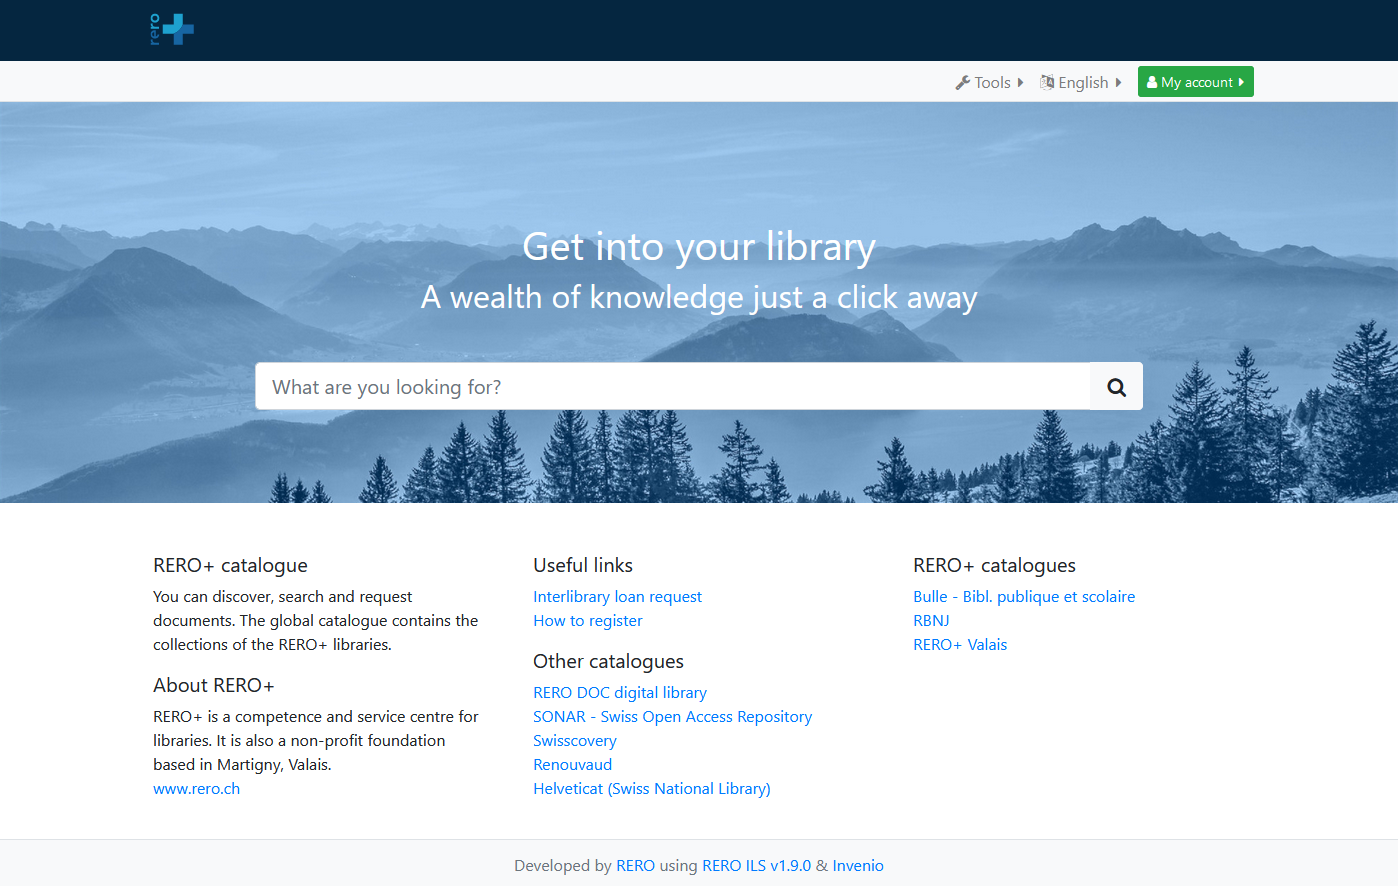 rero
Tools
English
My account
Get into your library
A wealth of knowledge just a click away
What are you looking for?
RERO+ catalogue
You can discover, search and request
documents. The global catalogue contains the
collections of the RERO+ libraries.
About RERO+
RERO+ is a competence and service centre for
libraries. It is also a non-profit foundation
based in Martigny, Valais.
www.rero.ch
Useful links
Interlibrary loan request
How to register
Other catalogues
RERO DOC digital library
SONAR - Swiss Open Access Repository
Swisscovery
Renouvaud
Helveticat (Swiss National Library)
RERO+ catalogues
Bulle - Bibl. publique et scolaire
RBNJ
RERO+ Valais
Developed by RERO using RERO ILS v1.9.0 & Invenio